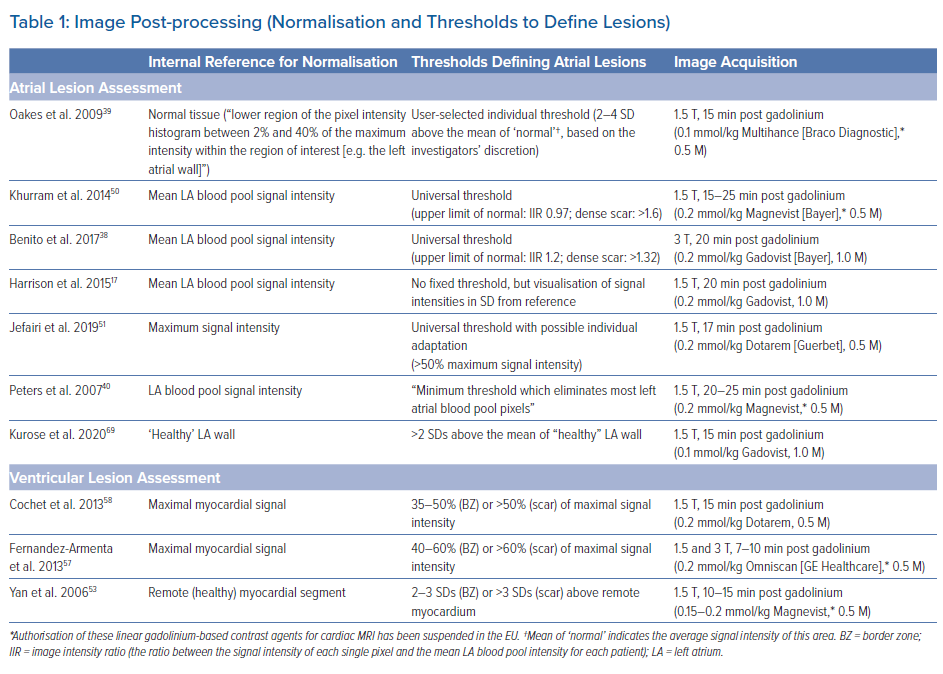 Table 1: Image Post-processing (Normalisation and Thresholds to Define Lesions)
Internal Reference for Normalisation Thresholds Defining Atrial Lesions Image Acquisition
Atrial Lesion Assessment
Oakes et al. 2009³⁹ Normal tissue (“lower region of the pixel intensity User-selected individual threshold (2–4 SD 1.5 T, 15 min post gadolinium
histogram between 2% and 40% of the maximum above the mean of ‘normal’†, based on the (0.1 mmol/kg Multihance [Braco Diagnostic],*
intensity within the region of interest [e.g. the left investigators’ discretion) 0.5 M)
atrial wall]”)
Khurram et al. 2014⁵⁰ Mean LA blood pool signal intensity Universal threshold 1.5 T, 15–25 min post gadolinium
(upper limit of normal: IIR 0.97; dense scar: >1.6) (0.2 mmol/kg Magnevist [Bayer],* 0.5 M)
Benito et al. 2017³⁸ Mean LA blood pool signal intensity Universal threshold 3 T, 20 min post gadolinium
(upper limit of normal: IIR 1.2; dense scar: >1.32) (0.2 mmol/kg Gadovist [Bayer], 1.0 M)
Harrison et al. 2015¹⁷ Mean LA blood pool signal intensity No fixed threshold, but visualisation of signal 1.5 T, 20 min post gadolinium
intensities in SD from reference (0.2 mmol/kg Gadovist, 1.0 M)
Jefairi et al. 2019⁵¹ Maximum signal intensity Universal threshold with possible individual 1.5 T, 17 min post gadolinium
adaptation (0.2 mmol/kg Dotarem [Guerbet], 0.5 M)
(>50% maximum signal intensity)
Peters et al. 2007⁴⁰ LA blood pool signal intensity “Minimum threshold which eliminates most left 1.5 T, 20–25 min post gadolinium
atrial blood pool pixels” (0.2 mmol/kg Magnevist,* 0.5 M)
Kurose et al. 2020⁶⁹ ‘Healthy’ LA wall >2 SDs above the mean of “healthy” LA wall 1.5 T, 15 min post gadolinium
(0.1 mmol/kg Gadovist, 1.0 M)
Ventricular Lesion Assessment
Cochet et al. 2013⁵⁸ Maximal myocardial signal 35–50% (BZ) or >50% (scar) of maximal signal 1.5 T, 15 min post gadolinium
intensity (0.2 mmol/kg Dotarem, 0.5 M)
Fernandez-Armenta Maximal myocardial signal 40–60% (BZ) or >60% (scar) of maximal signal 1.5 and 3 T, 7–10 min post gadolinium
et al. 2013⁵⁷ intensity (0.2 mmol/kg Omniscan [GE Healthcare],* 0.5 M)
Yan et al. 2006⁵³ Remote (healthy) myocardial segment 2–3 SDs (BZ) or >3 SDs (scar) above remote 1.5 T, 10–15 min post gadolinium
myocardium (0.15–0.2 mmol/kg Magnevist,* 0.5 M)
*Authorisation of these linear gadolinium-based contrast agents for cardiac MRI has been suspended in the EU. †Mean of ‘normal’ indicates the average signal intensity of this area. BZ = border zone;
IIR = image intensity ratio (the ratio between the signal intensity of each single pixel and the mean LA blood pool intensity for each patient); LA = left atrium.